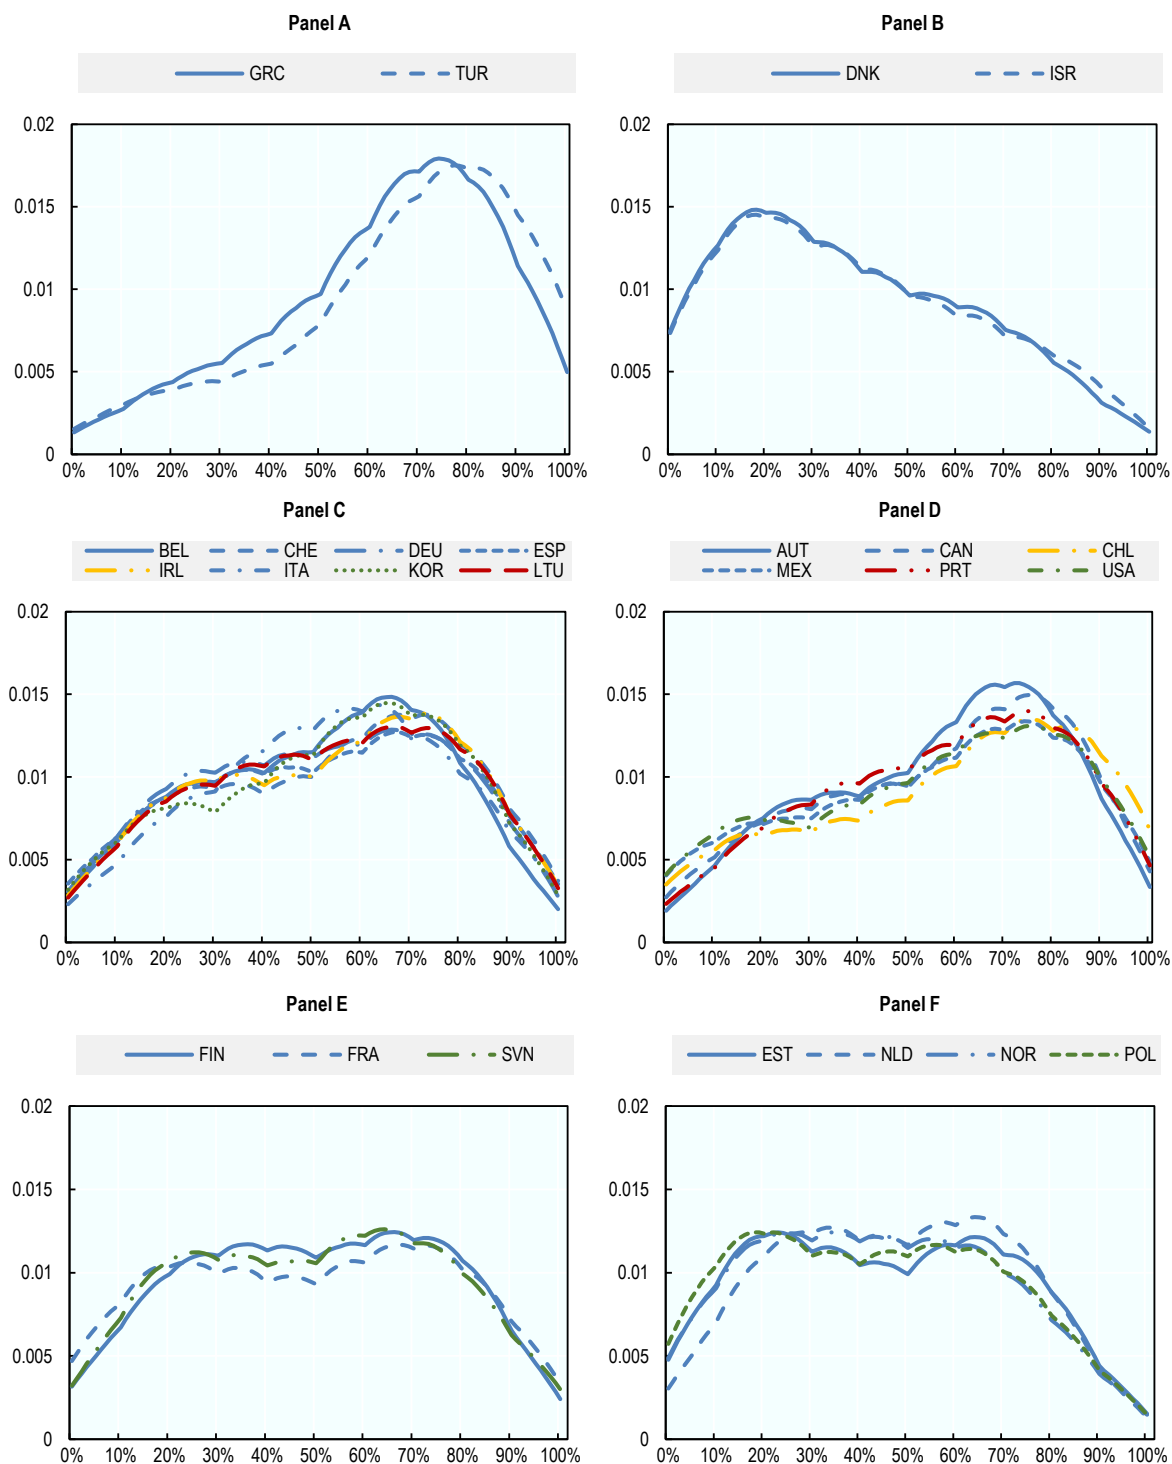 Panel A
Panel B
GRC TUR
DNK ISR
0.02
0.015
0.01
0.005
0
0% 10% 20% 30% 40% 50% 60% 70% 80% 90% 100%
0.02
0.015
0.01
0.005
0
0% 10% 20% 30% 40% 50% 60% 70% 80% 90% 100%
Panel C
Panel D
BEL CHE DEU ESP
IRL ITA KOR LTU
AUT CAN CHL
MEX PRT USA
0.02
0.015
0.01
0.005
0
0% 10% 20% 30% 40% 50% 60% 70% 80% 90% 100%
0.02
0.015
0.01
0.005
0
0% 10% 20% 30% 40% 50% 60% 70% 80% 90% 100%
Panel E
Panel F
FIN FRA SVN
EST NLD NOR POL
0.02
0.015
0.01
0.005
0
0% 10% 20% 30% 40% 50% 60% 70% 80% 90% 100%
0.02
0.015
0.01
0.005
0
0% 10% 20% 30% 40% 50% 60% 70% 80% 90% 100%